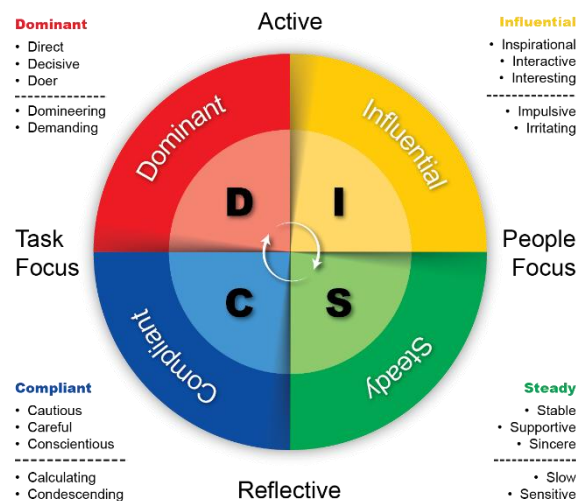 Active
Dominant
• Direct
• Decisive
• Doer
• Domineering
• Demanding
Influential
• Inspirational
• Interactive
• Interesting
• Impulsive
• Irritating
Dominant
Influential
D
I
Task
Focus
People
Focus
C
S
Compliant
Steady
Compliant
• Cautious
• Careful
• Conscientious
• Calculating
• Condescending
Steady
• Stable
• Supportive
• Sincere
• Slow
• Sensitive
Reflective